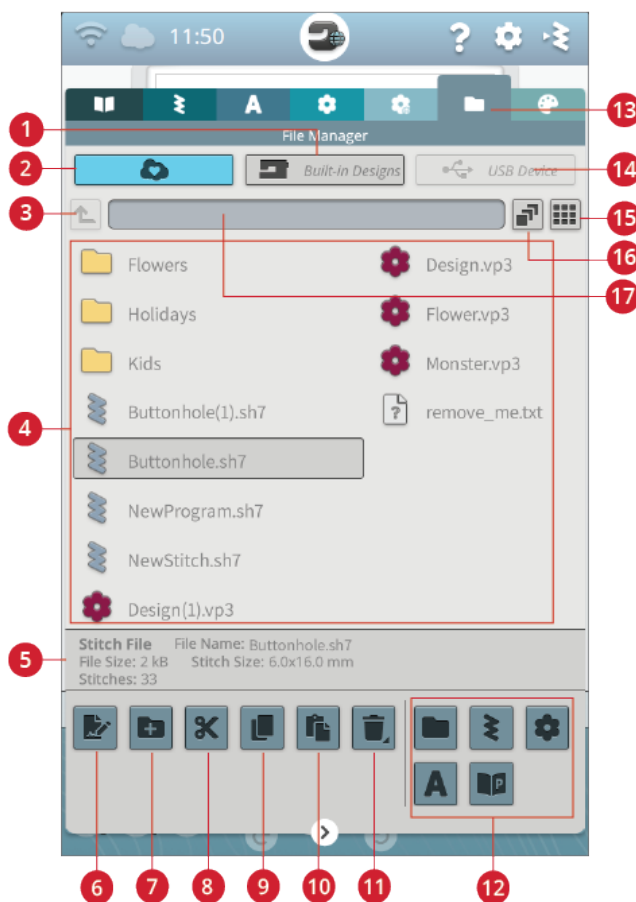 11:50
?
A
13
1
File Manager
2
Built-in Designs
USB Device
14
3
15
16
17
Flowers
Design.vp3
Holidays
Flower.vp3
Kids
Monster.vp3
4
Buttonhole(1).sh7
? remove_me.txt
Buttonhole.sh7
NewProgram.sh7
NewStitch.sh7
Design(1).vp3
5
Stitch File File Name: Buttonhole.sh7
File Size: 2 kB Stitch Size: 6.0x16.0 mm
Stitches: 33
A
P
6 7 8 9 10 11 12